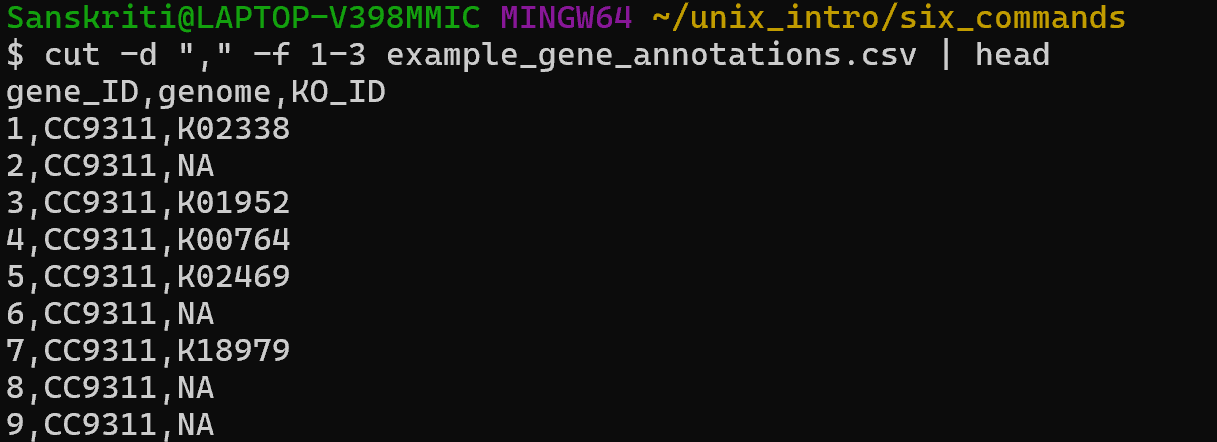 Sanskriti@LAPTOP-V398MMIC MINGW64 ~/unix_intro/six_commands
$ cut -d "," -f 1-3 example_gene_annotations.csv | head
gene_ID,genome,KO_ID
1,CC9311,K02338
2,CC9311,NA
3,CC9311,K01952
4,CC9311,K00764
5,CC9311,K02469
6,CC9311,NA
7,CC9311,K18979
8,CC9311,NA
9,CC9311,NA